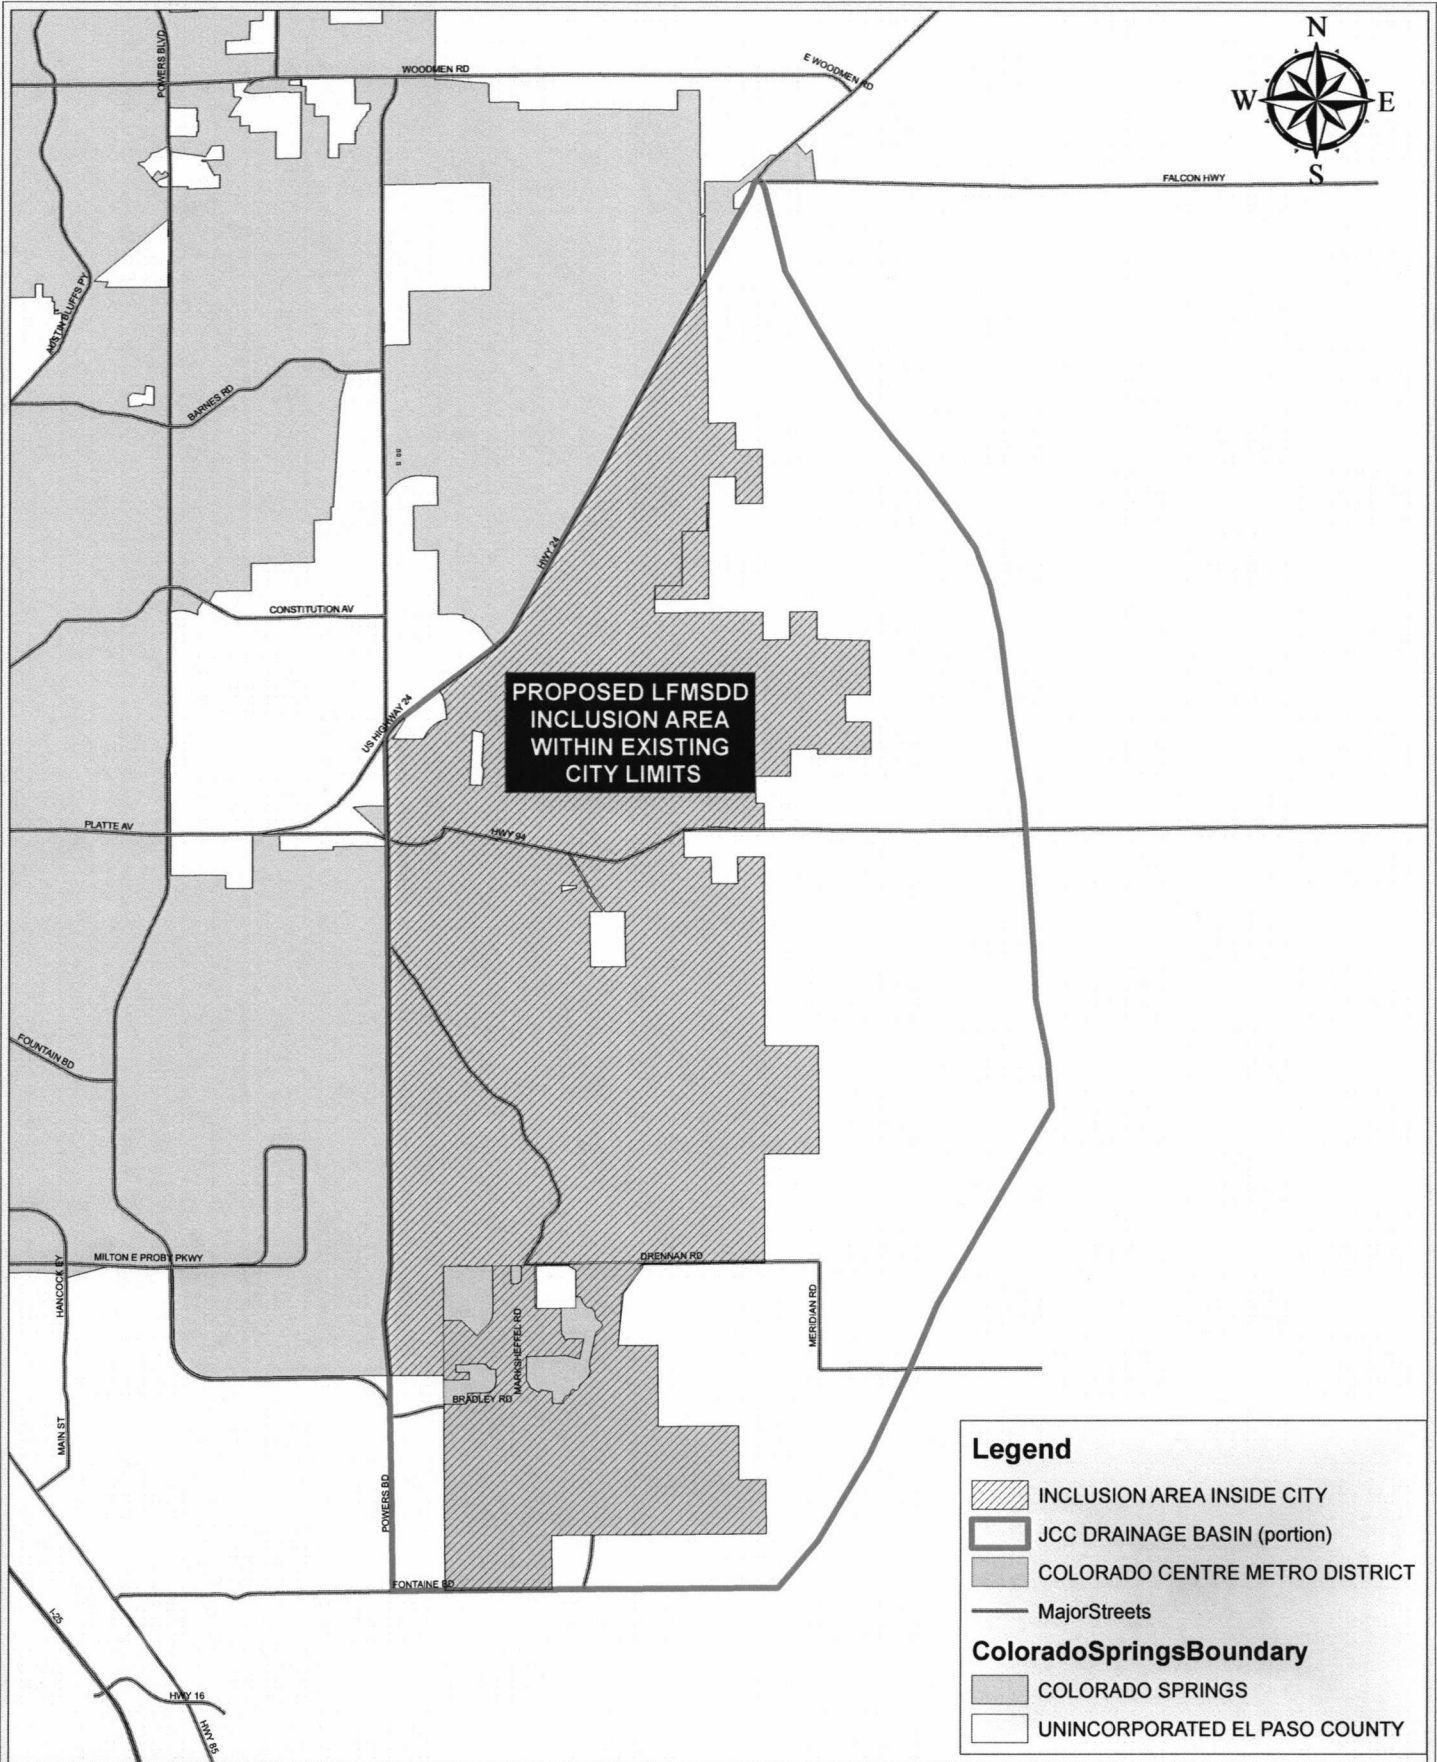 N
W
E
S
POWERS BLVD
WOODMEN RD
E WOODMEN RD
FALCON HWY
AUSTIN BLUFFS PY
BARNES RD
HWY 24
CONSTITUTION AV
US HIGHWAY 24
PROPOSED LFMSDD
INCLUSION AREA
WITHIN EXISTING
CITY LIMITS
PLATTE AV
HWY 94
FOUNTAIN BD
MILTON E PROBY PKWY
HANCOCK EY
DRENNAN RD
MERIDIAN RD
MARKSHEFFEL RD
BRADLEY RD
MAIN ST
POWERS BD
FONTAINE BD
I-25
HWY 16
HWY 85
Legend
INCLUSION AREA INSIDE CITY
JCC DRAINAGE BASIN (portion)
COLORADO CENTRE METRO DISTRICT
MajorStreets
ColoradoSpringsBoundary
COLORADO SPRINGS
UNINCORPORATED EL PASO COUNTY